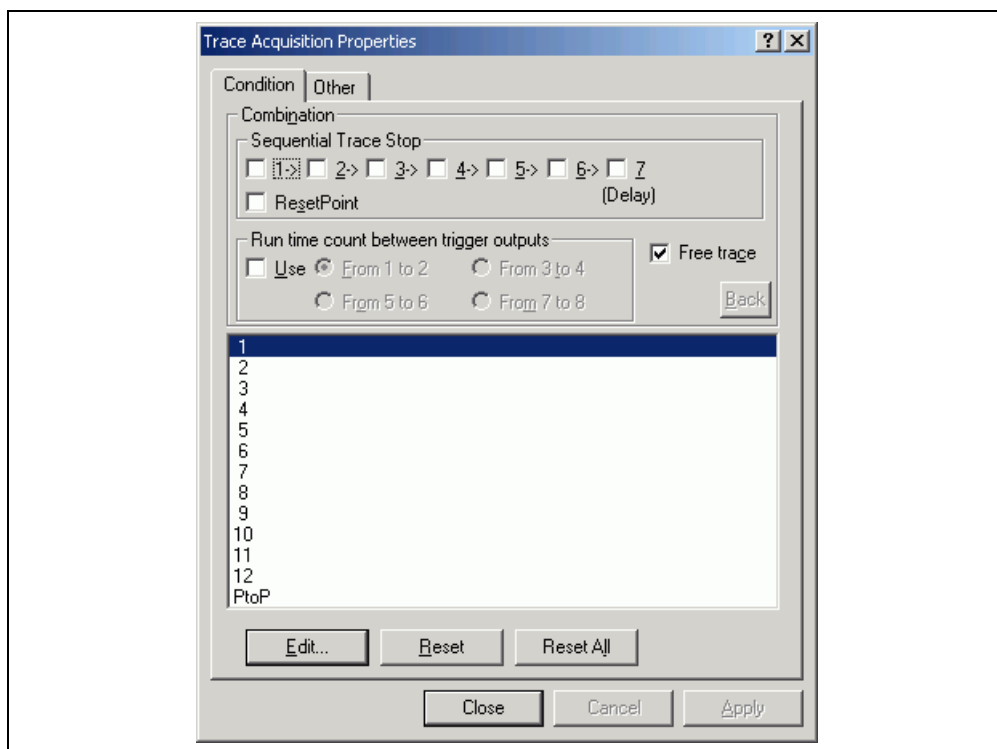 Trace Acquisition Properties
Condition Other
Combination
Sequential Trace Stop
1-> 2-> 3-> 4-> 5-> 6-> 7
(Delay)
ResetPoint
Run time count between trigger outputs
Use From 1 to 2 From 3 to 4
From 5 to 6 From 7 to 8
Free trace
Back
1
2
3
4
5
6
7
8
9
10
11
12
PtoP
Edit... Reset Reset All
Close Cancel Apply